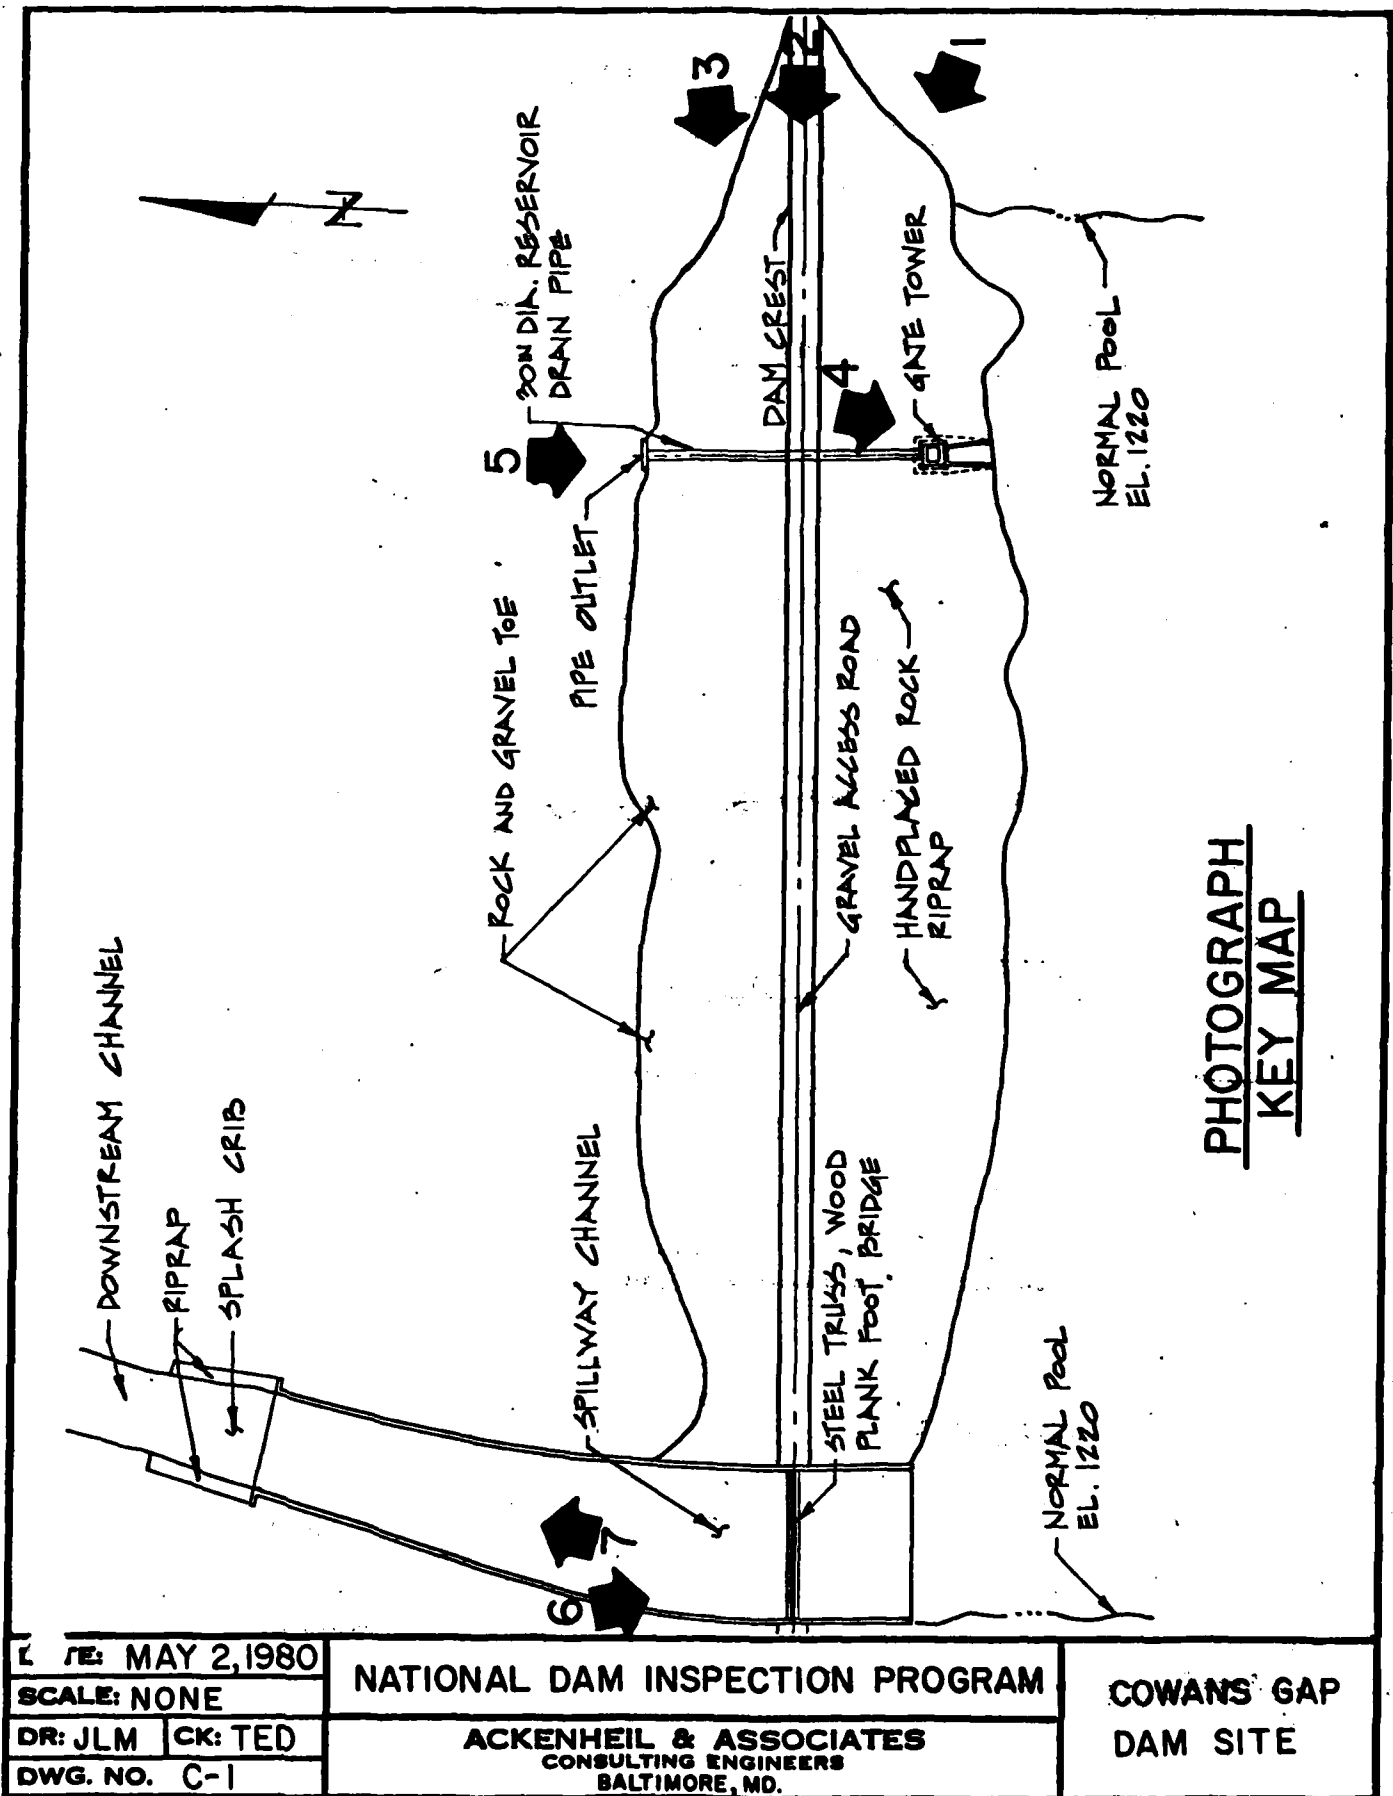 3
2
1
N
30IN DIA. RESERVOIR
DRAIN PIPE
DAM CREST
GATE TOWER
4
5
NORMAL POOL
EL. 1220
PIPE OUTLET
ROCK AND GRAVEL TOE
GRAVEL ACCESS ROAD
HANDPLACED ROCK
RIPRAP
PHOTOGRAPH
KEY MAP
DOWNSTREAM CHANNEL
RIPRAP
SPLASH CRIB
SPILLWAY CHANNEL
STEEL TRUSS, WOOD
PLANK FOOT BRIDGE
NORMAL POOL
EL. 1220
7
6
MAY 2, 1980
SCALE: NONE
DR: JLM CK: TED
DWG. NO. C-1
NATIONAL DAM INSPECTION PROGRAM
ACKENHEIL & ASSOCIATES
CONSULTING ENGINEERS
BALTIMORE, MD.
COWANS GAP
DAM SITE